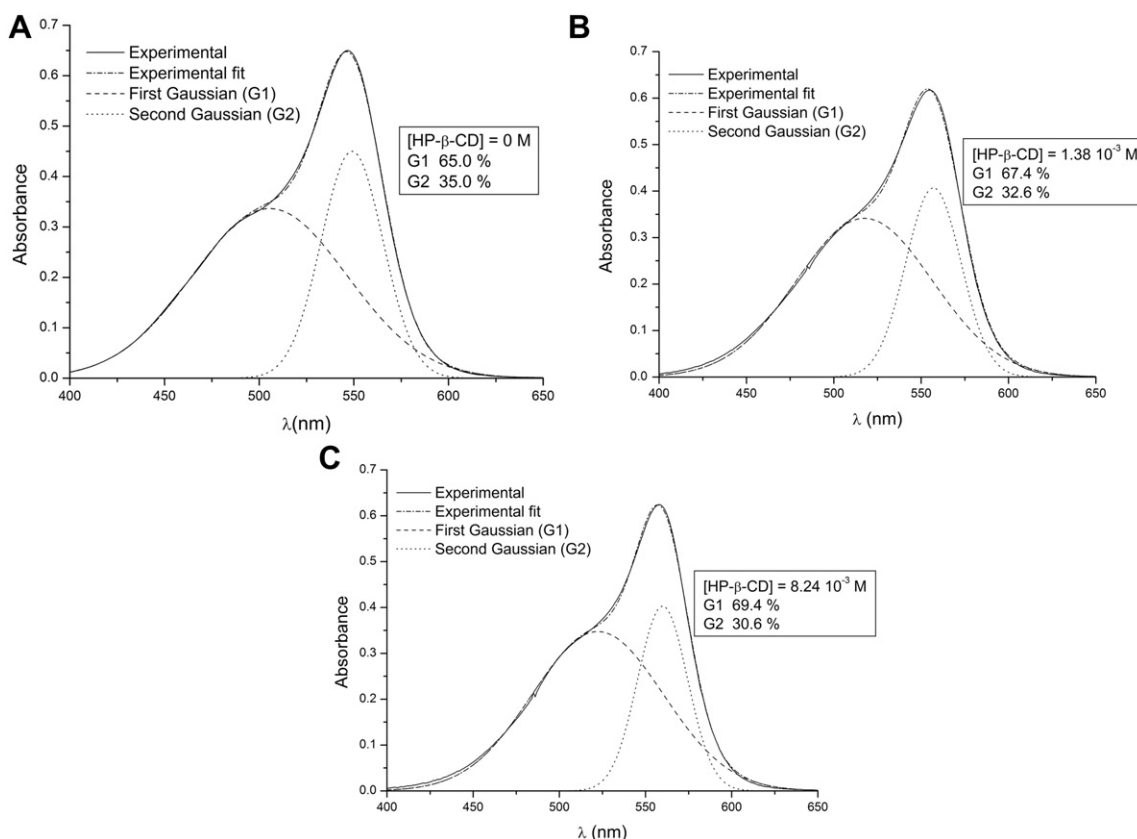 A
Experimental
Experimental fit
First Gaussian (G1)
Second Gaussian (G2)
[HP-β-CD] = 0 M
G1 65.0 %
G2 35.0 %
Absorbance
0.7
0.6
0.5
0.4
0.3
0.2
0.1
0.0
400 450 500 550 600 650
λ(nm)
B
Experimental
Experimental fit
First Gaussian (G1)
Second Gaussian (G2)
[HP-β-CD] = 1.38 10⁻³ M
G1 67.4 %
G2 32.6 %
Absorbance
0.7
0.6
0.5
0.4
0.3
0.2
0.1
0.0
400 450 500 550 600 650
λ (nm)
C
Experimental
Experimental fit
First Gaussian (G1)
Second Gaussian (G2)
[HP-β-CD] = 8.24 10⁻³ M
G1 69.4 %
G2 30.6 %
Absorbance
0.7
0.6
0.5
0.4
0.3
0.2
0.1
0.0
400 450 500 550 600 650
λ (nm)